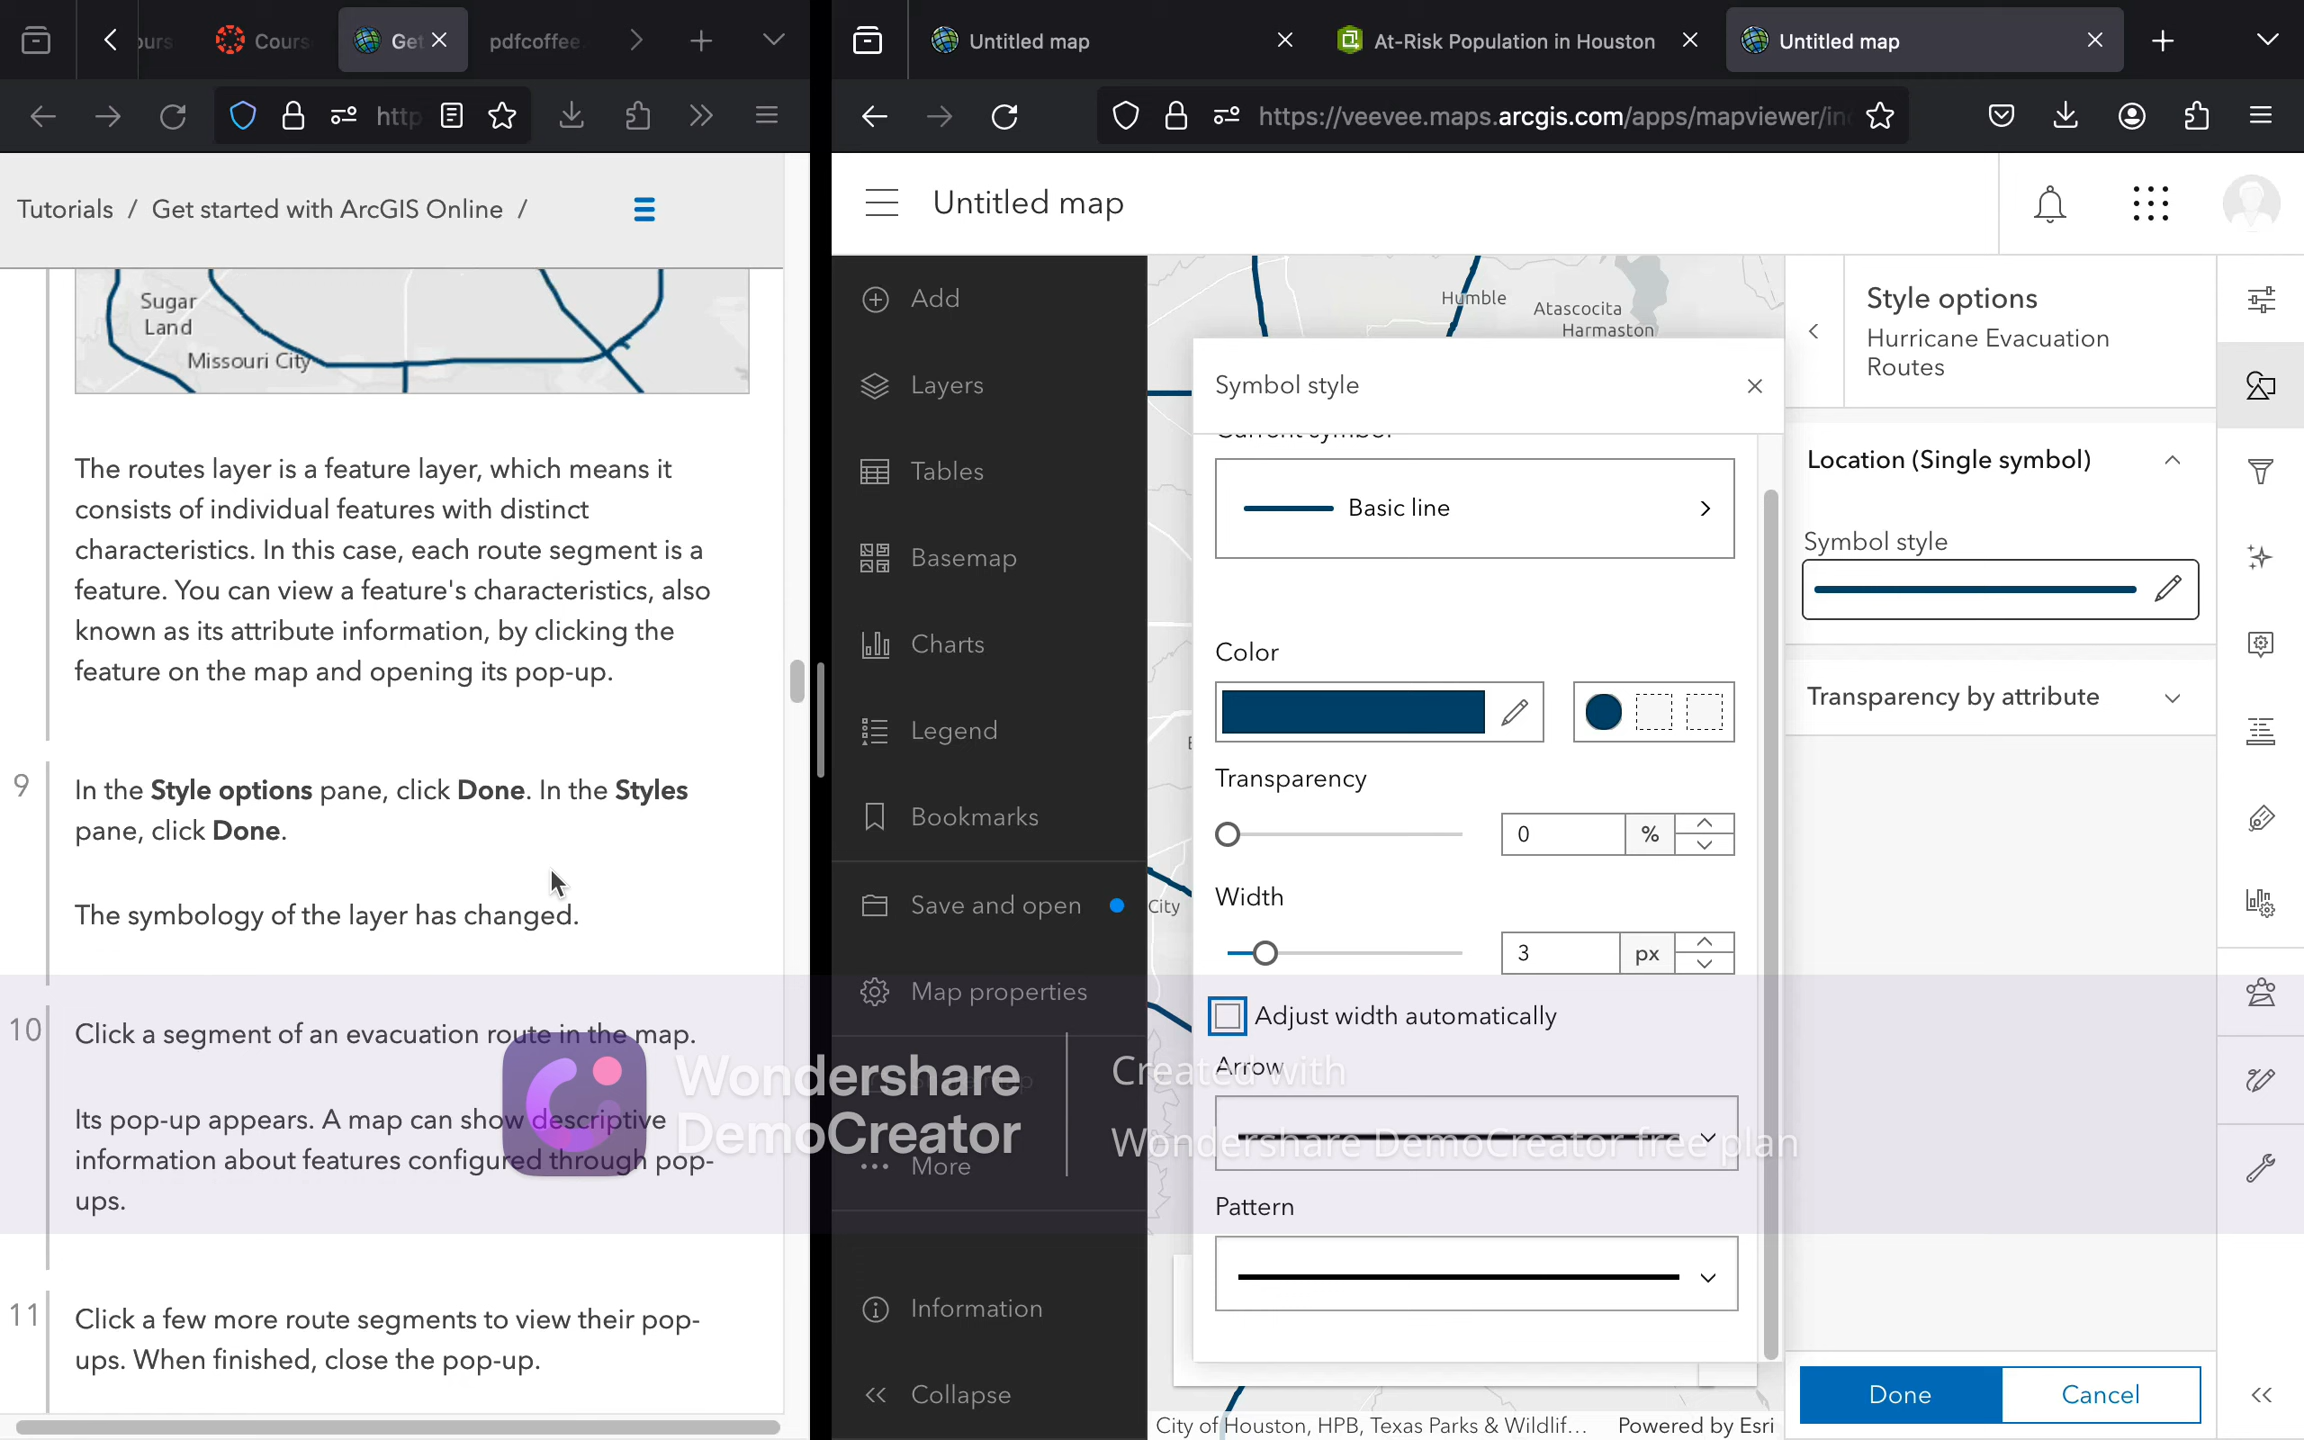 Cours
Get
pdfcoffee
Untitled map
At-Risk Population in Houston
Untitled map
http
https://veevee.maps.arcgis.com/apps/mapviewer/in
Tutorials / Get started with ArcGIS Online /
Sugar
Land
Missouri City
The routes layer is a feature layer, which means it
consists of individual features with distinct
characteristics. In this case, each route segment is a
feature. You can view a feature's characteristics, also
known as its attribute information, by clicking the
feature on the map and opening its pop-up.
9
In the Style options pane, click Done. In the Styles
pane, click Done.
The symbology of the layer has changed.
10
Click a segment of an evacuation route in the map.
Its pop-up appears. A map can show descriptive
information about features configured through pop-
ups.
11
Click a few more route segments to view their pop-
ups. When finished, close the pop-up.
Untitled map
Add
Layers
Tables
Basemap
Charts
Legend
Bookmarks
Save and open
Map properties
More
Information
Collapse
Humble
Atascocita
Harmaston
City
Symbol style
Current symbol
Basic line
Color
Transparency
0 %
Width
3 px
Adjust width automatically
Arrow
Pattern
City of Houston, HPB, Texas Parks & Wildlif...
Powered by Esri
Style options
Hurricane Evacuation
Routes
Location (Single symbol)
Symbol style
Transparency by attribute
Done
Cancel
Wondershare
DemoCreator
Created with
Wondershare DemoCreator free plan